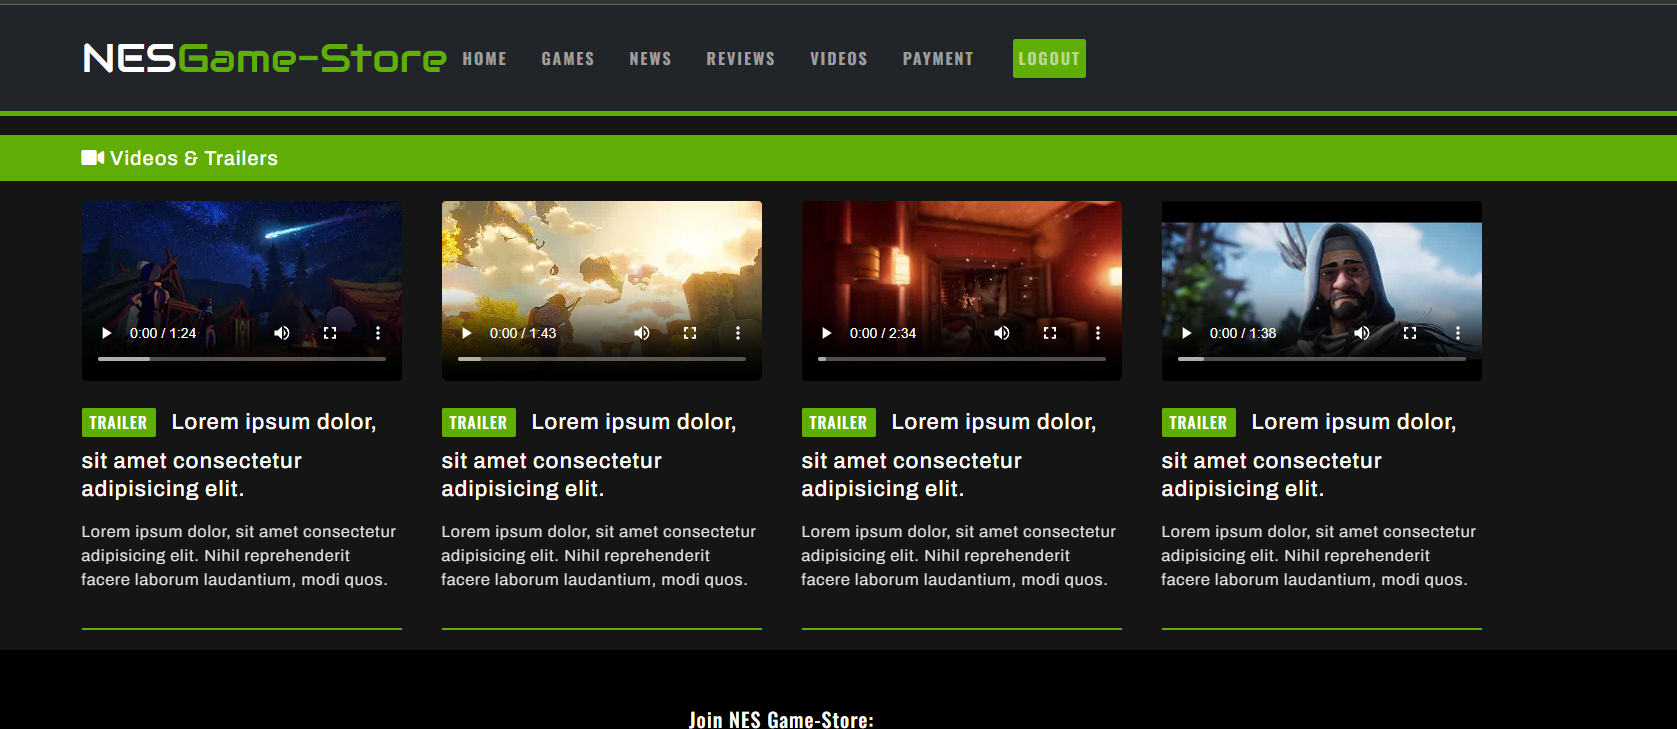 NESGame-Store HOME GAMES NEWS REVIEWS VIDEOS PAYMENT LOGOUT
Videos & Trailers
0:00 / 1:24
0:00 / 1:43
0:00 / 2:34
0:00 / 1:38
TRAILER Lorem ipsum dolor,
sit amet consectetur
adipisicing elit.
Lorem ipsum dolor, sit amet consectetur
adipisicing elit. Nihil reprehenderit
facere laborum laudantium, modi quos.
TRAILER Lorem ipsum dolor,
sit amet consectetur
adipisicing elit.
Lorem ipsum dolor, sit amet consectetur
adipisicing elit. Nihil reprehenderit
facere laborum laudantium, modi quos.
TRAILER Lorem ipsum dolor,
sit amet consectetur
adipisicing elit.
Lorem ipsum dolor, sit amet consectetur
adipisicing elit. Nihil reprehenderit
facere laborum laudantium, modi quos.
TRAILER Lorem ipsum dolor,
sit amet consectetur
adipisicing elit.
Lorem ipsum dolor, sit amet consectetur
adipisicing elit. Nihil reprehenderit
facere laborum laudantium, modi quos.
Join NES Game-Store: